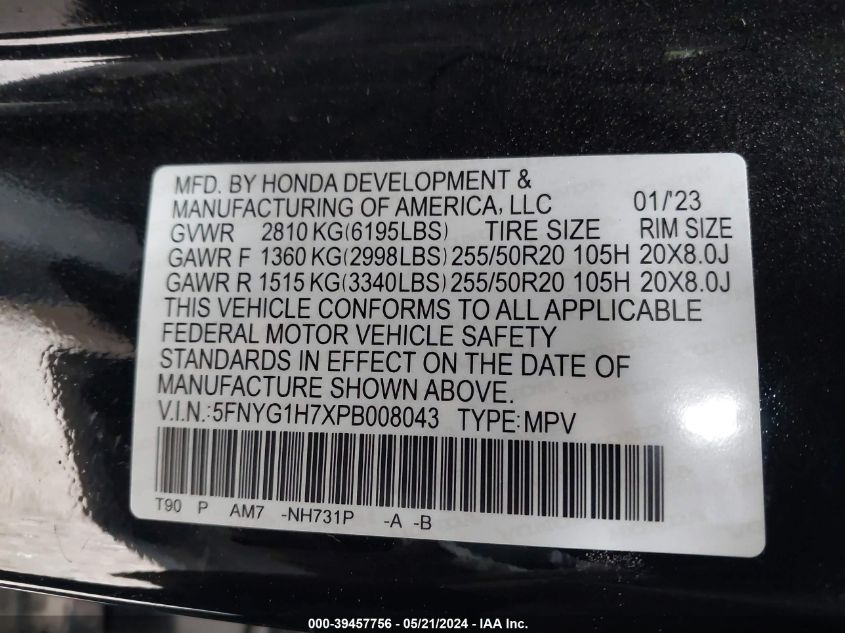 MFD. BY HONDA DEVELOPMENT &
MANUFACTURING OF AMERICA, LLC 01/'23
GVWR 2810 KG(6195LBS) TIRE SIZE RIM SIZE
GAWR F 1360 KG(2998LBS) 255/50R20 105H 20X8.0J
GAWR R 1515 KG(3340LBS) 255/50R20 105H 20X8.0J
THIS VEHICLE CONFORMS TO ALL APPLICABLE
FEDERAL MOTOR VEHICLE SAFETY
STANDARDS IN EFFECT ON THE DATE OF
MANUFACTURE SHOWN ABOVE.
V.I.N.:5FNYG1H7XPB008043 TYPE:MPV
T90 P AM7 -NH731P -A -B
000-39457756 - 05/21/2024 - IAA Inc.